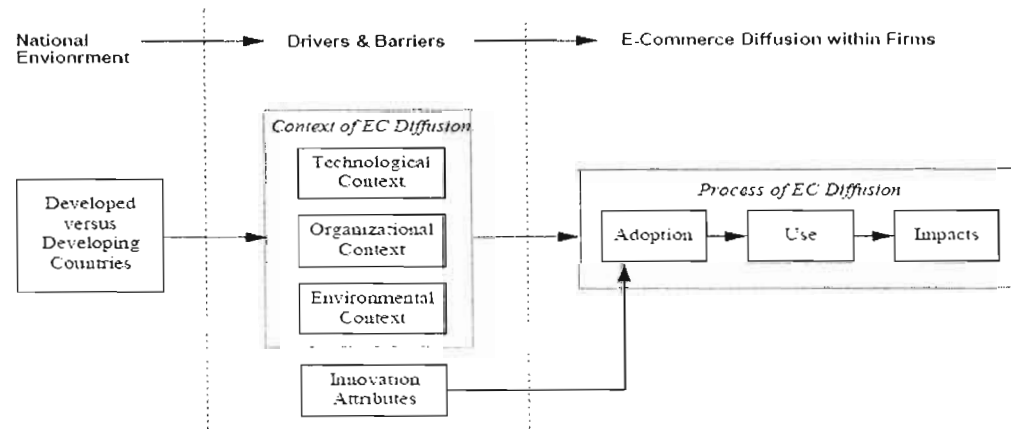 National
Envionrment
Drivers & Barriers
E-Commerce Diffusion within Firms
Context of EC Diffusion
Technological
Context
Organizational
Context
Environmental
Context
Innovation
Attributes
Developed
versus
Developing
Countries
Process of EC Diffusion
Adoption
Use
Impacts